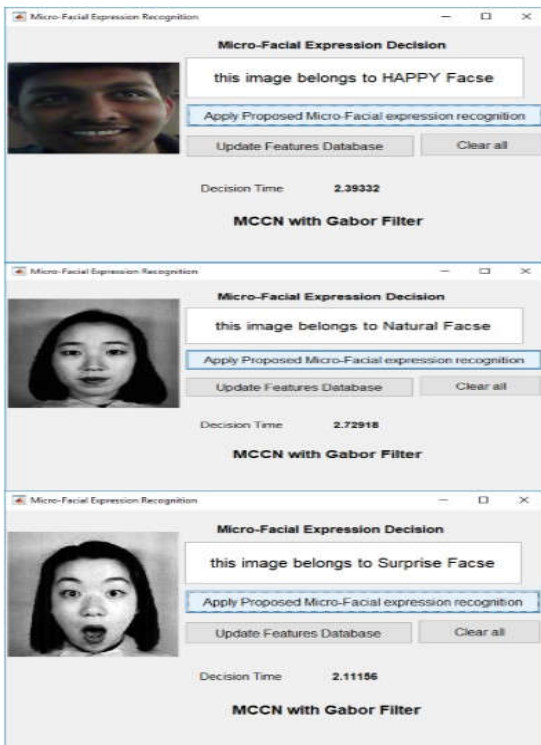 Micro-Facial Expression Recognition
Micro-Facial Expression Decision
this image belongs to HAPPY Facse
Apply Proposed Micro-Facial expression recognition
Update Features Database
Clear all
Decision Time 2.39332
MCCN with Gabor Filter
Micro-Facial Expression Recognition
Micro-Facial Expression Decision
this image belongs to Natural Facse
Apply Proposed Micro-Facial expression recognition
Update Features Database
Clear all
Decision Time 2.72918
MCCN with Gabor Filter
Micro-Facial Expression Recognition
Micro-Facial Expression Decision
this image belongs to Surprise Facse
Apply Proposed Micro-Facial expression recognition
Update Features Database
Clear all
Decision Time 2.11156
MCCN with Gabor Filter